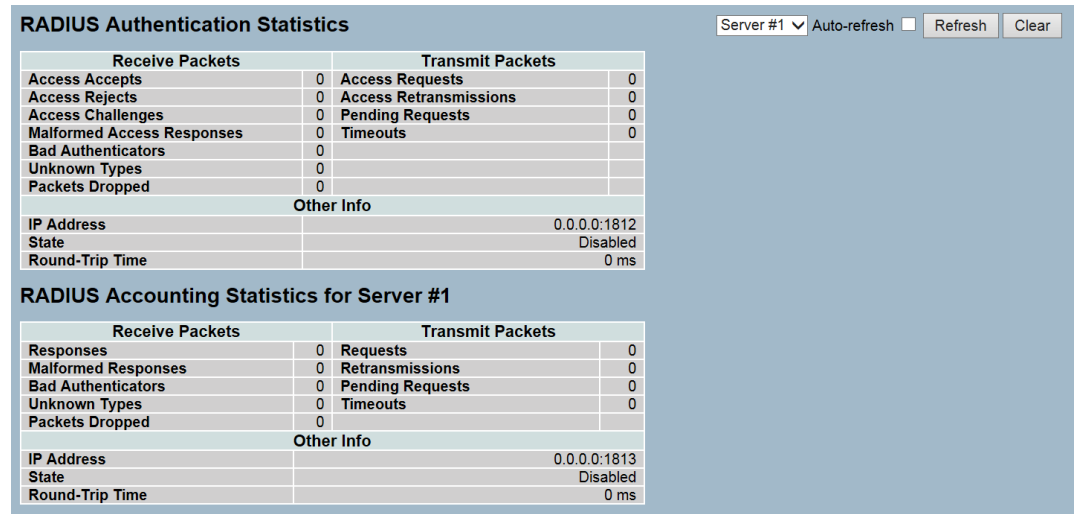 RADIUS Authentication Statistics Server #1 Auto-refresh Refresh Clear
Receive Packets Transmit Packets
Access Accepts 0 Access Requests 0
Access Rejects 0 Access Retransmissions 0
Access Challenges 0 Pending Requests 0
Malformed Access Responses 0 Timeouts 0
Bad Authenticators 0
Unknown Types 0
Packets Dropped 0
Other Info
IP Address 0.0.0.0:1812
State Disabled
Round-Trip Time 0 ms
RADIUS Accounting Statistics for Server #1
Receive Packets Transmit Packets
Responses 0 Requests 0
Malformed Responses 0 Retransmissions 0
Bad Authenticators 0 Pending Requests 0
Unknown Types 0 Timeouts 0
Packets Dropped 0
Other Info
IP Address 0.0.0.0:1813
State Disabled
Round-Trip Time 0 ms